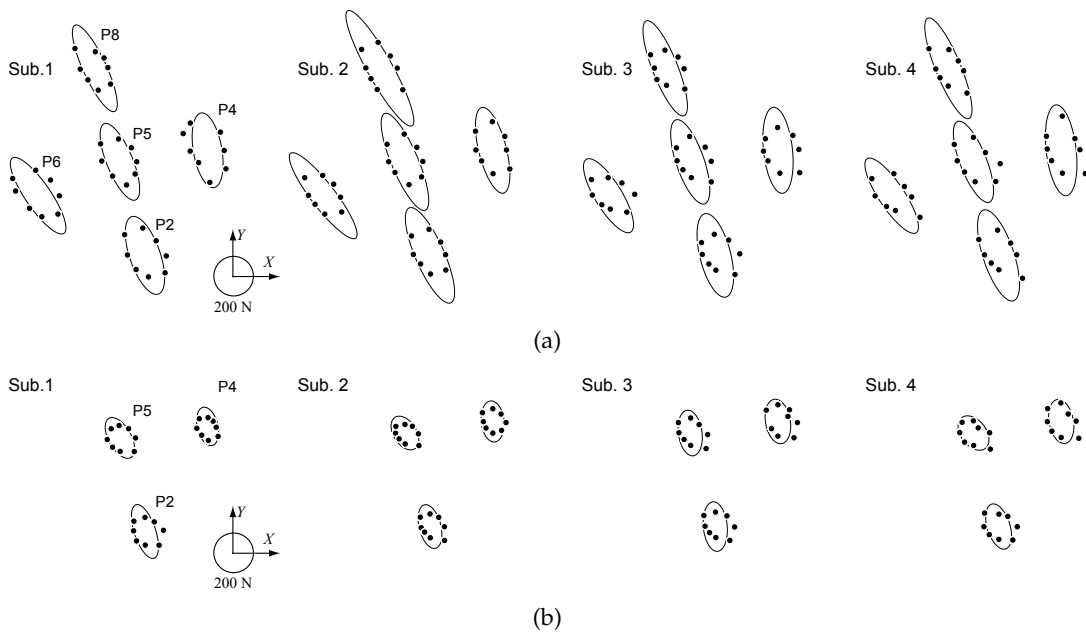 P8
Sub.1
Sub. 2
Sub. 3
Sub. 4
P4
P5
P6
P2
Y
X
200 N
(a)
Sub.1
Sub. 2
Sub. 3
Sub. 4
P4
P5
P2
Y
X
200 N
(b)